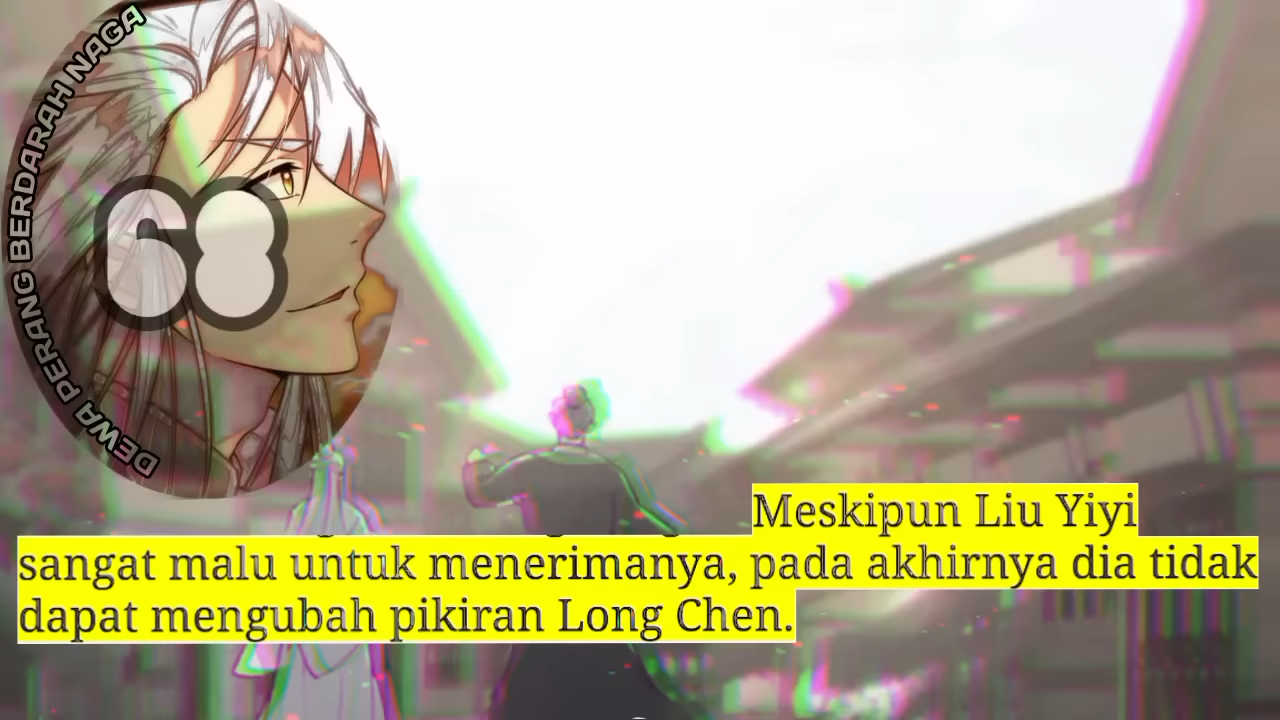 DEWA PERANG BERDARAH NAGA
68
Meskipun Liu Yiyi
sangat malu untuk menerimanya, pada akhirnya dia tidak
dapat mengubah pikiran Long Chen.